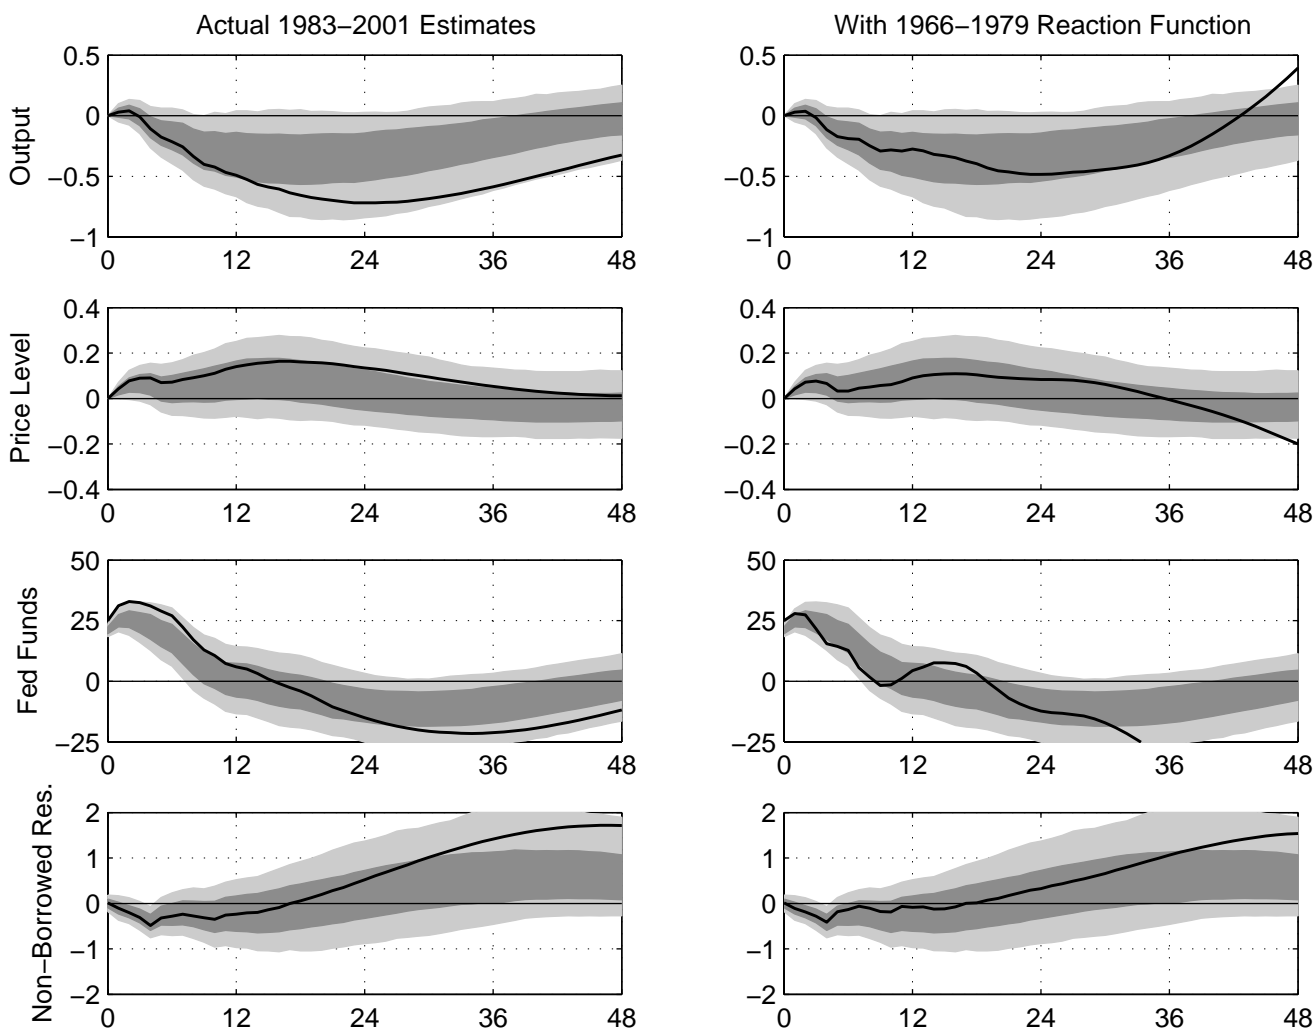 Actual 1983–2001 Estimates
With 1966–1979 Reaction Function
Output
0.5
0
−0.5
−1
0 12 24 36 48
0.5
0
−0.5
−1
0 12 24 36 48
Price Level
0.4
0.2
0
−0.2
−0.4
0 12 24 36 48
0.4
0.2
0
−0.2
−0.4
0 12 24 36 48
Fed Funds
50
25
0
−25
0 12 24 36 48
50
25
0
−25
0 12 24 36 48
Non−Borrowed Res.
2
1
0
−1
−2
0 12 24 36 48
2
1
0
−1
−2
0 12 24 36 48